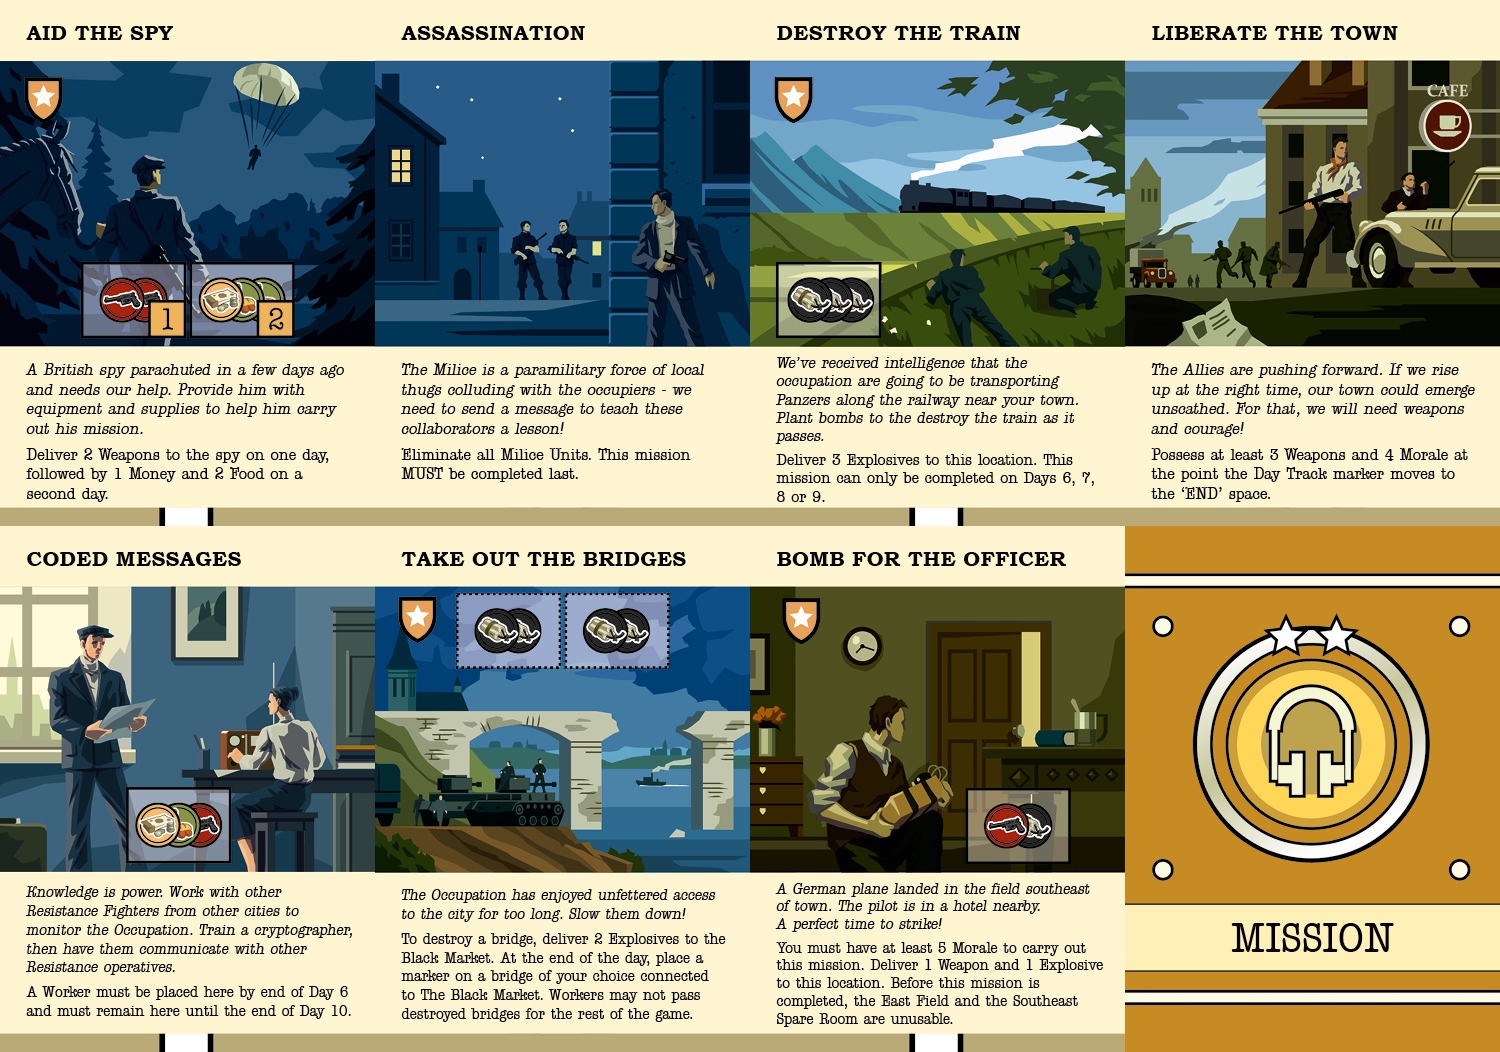 AID THE SPY
1
2
A British spy parachuted in a few days ago
and needs our help. Provide him with
equipment and supplies to help him carry
out his mission.
Deliver 2 Weapons to the spy on one day,
followed by 1 Money and 2 Food on a
second day.
ASSASSINATION
The Milice is a paramilitary force of local
thugs colluding with the occupiers - we
need to send a message to teach these
collaborators a lesson!
Eliminate all Milice Units. This mission
MUST be completed last.
DESTROY THE TRAIN
We've received intelligence that the
occupation are going to be transporting
Panzers along the railway near your town.
Plant bombs to the destroy the train as it
passes.
Deliver 3 Explosives to this location. This
mission can only be completed on Days 6, 7,
8 or 9.
LIBERATE THE TOWN
CAFE
The Allies are pushing forward. If we rise
up at the right time, our town could emerge
unscathed. For that, we will need weapons
and courage!
Possess at least 3 Weapons and 4 Morale at
the point the Day Track marker moves to
the 'END' space.
CODED MESSAGES
Knowledge is power. Work with other
Resistance Fighters from other cities to
monitor the Occupation. Train a cryptographer,
then have them communicate with other
Resistance operatives.
A Worker must be placed here by end of Day 6
and must remain here until the end of Day 10.
TAKE OUT THE BRIDGES
The Occupation has enjoyed unfettered access
to the city for too long. Slow them down!
To destroy a bridge, deliver 2 Explosives to the
Black Market. At the end of the day, place a
marker on a bridge of your choice connected
to The Black Market. Workers may not pass
destroyed bridges for the rest of the game.
BOMB FOR THE OFFICER
A German plane landed in the field southeast
of town. The pilot is in a hotel nearby.
A perfect time to strike!
You must have at least 5 Morale to carry out
this mission. Deliver 1 Weapon and 1 Explosive
to this location. Before this mission is
completed, the East Field and the Southeast
Spare Room are unusable.
MISSION